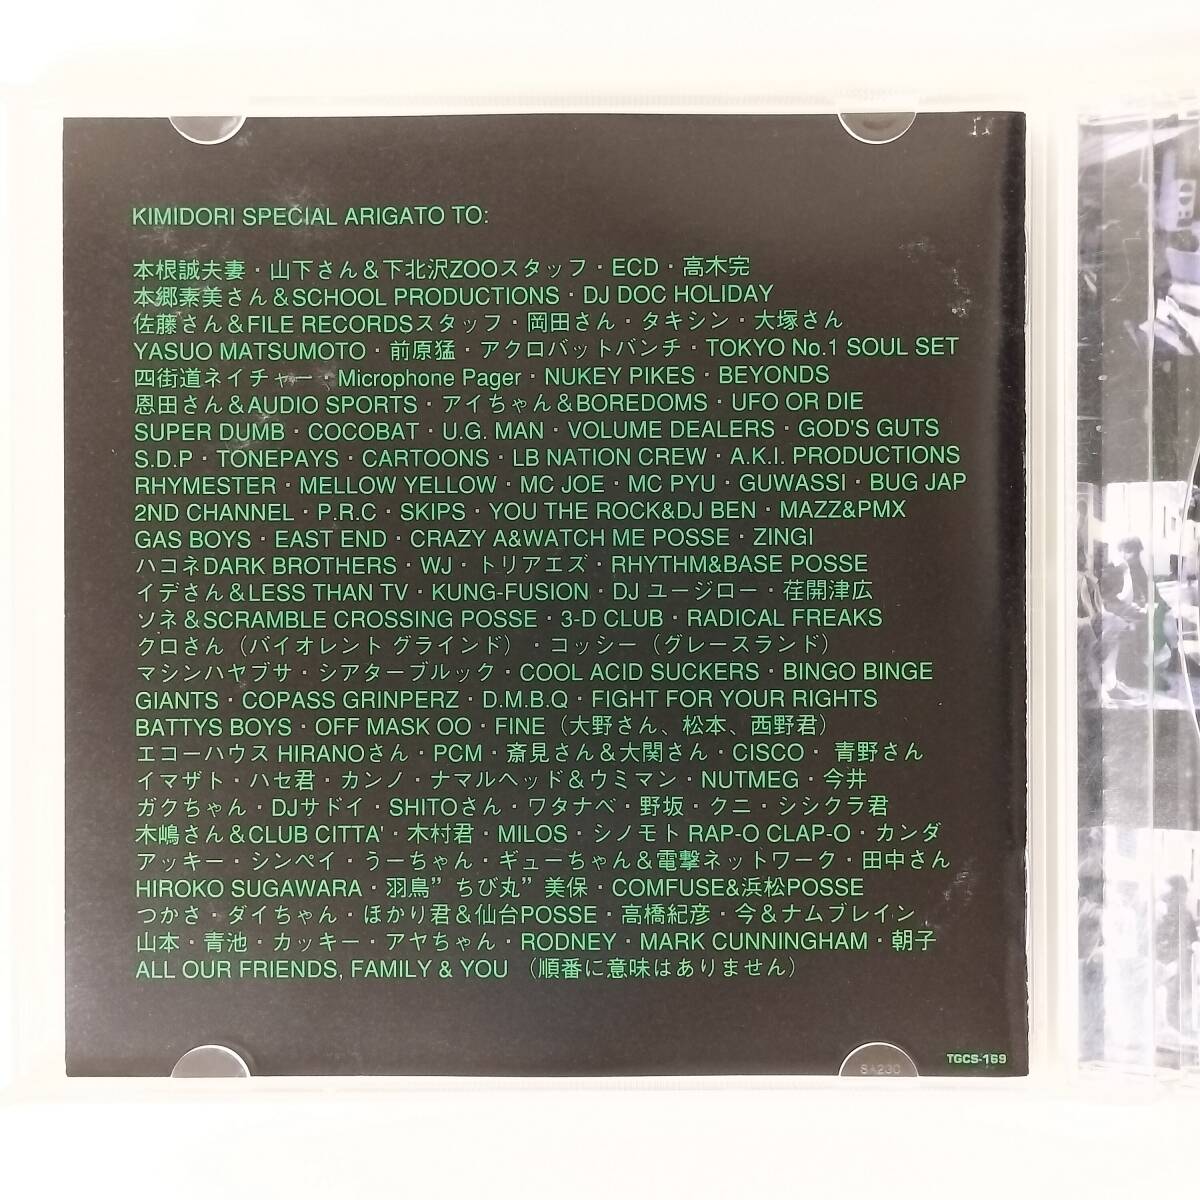 KIMIDORI SPECIAL ARIGATO TO:
本根誠夫妻・山下さん＆下北沢ZOOスタッフ・ECD・高木完
本郷素美さん＆SCHOOL PRODUCTIONS・DJ DOC HOLIDAY
佐藤さん＆FILE RECORDSスタッフ・岡田さん・タキシン・大塚さん
YASUO MATSUMOTO・前原猛・アクロバットバンチ・TOKYO No.1 SOUL SET
四街道ネイチャー・Microphone Pager・NUKEY PIKES・BEYONDS
恩田さん＆AUDIO SPORTS・アイちゃん＆BOREDOMS・UFO OR DIE
SUPER DUMB・COCOBAT・U.G. MAN・VOLUME DEALERS・GOD'S GUTS
S.D.P・TONEPAYS・CARTOONS・LB NATION CREW・A.K.I. PRODUCTIONS
RHYMESTER・MELLOW YELLOW・MC JOE・MC PYU・GUWASSI・BUG JAP
2ND CHANNEL・P.R.C・SKIPS・YOU THE ROCK&DJ BEN・MAZZ&PMX
GAS BOYS・EAST END・CRAZY A&WATCH ME POSSE・ZINGI
ハコネDARK BROTHERS・WJ・トリアエズ・RHYTHM&BASE POSSE
イデさん＆LESS THAN TV・KUNG-FUSION・DJ ユージロー・荏開津広
ソネ＆SCRAMBLE CROSSING POSSE・3-D CLUB・RADICAL FREAKS
クロさん（バイオレント グラインド）・コッシー（グレースランド）
マシンハヤブサ・シアターブルック・COOL ACID SUCKERS・BINGO BINGE
GIANTS・COPASS GRINPERZ・D.M.B.Q・FIGHT FOR YOUR RIGHTS
BATTYS BOYS・OFF MASK OO・FINE（大野さん、松本、西野君）
エコーハウス HIRANOさん・PCM・斎見さん＆大関さん・CISCO・青野さん
イマザト・ハセ君・カンノ・ナマルヘッド＆ウミマン・NUTMEG・今井
ガクちゃん・DJサドイ・SHITOさん・ワタナベ・野坂・クニ・シシクラ君
木嶋さん＆CLUB CITTA'・木村君・MILOS・シノモト RAP-O CLAP-O・カンダ
アッキー・シンペイ・うーちゃん・ギューちゃん＆電撃ネットワーク・田中さん
HIROKO SUGAWARA・羽鳥”ちび丸”美保・COMFUSE&浜松POSSE
つかさ・ダイちゃん・ほかり君＆仙台POSSE・高橋紀彦・今＆ナムブレイン
山本・青池・カッキー・アヤちゃん・RODNEY・MARK CUNNINGHAM・朝子
ALL OUR FRIENDS, FAMILY & YOU （順番に意味はありません）
TGCS-169